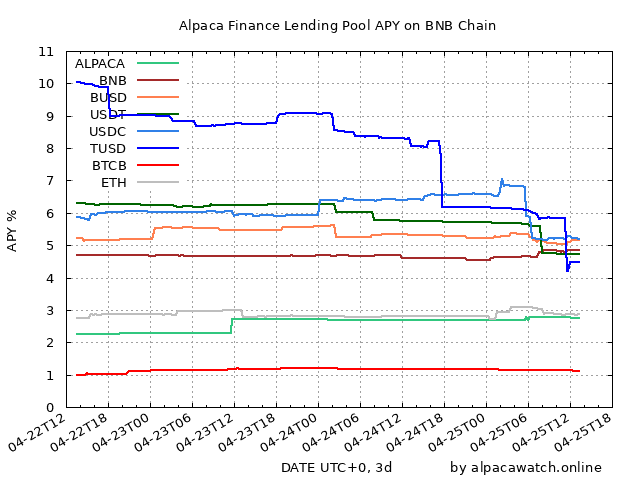 Alpaca Finance Lending Pool APY on BNB Chain
APY %
11
10
9
8
7
6
5
4
3
2
1
0
ALPACA
BNB
BUSD
USDT
USDC
TUSD
BTCB
ETH
04-22T12
04-22T18
04-23T00
04-23T06
04-23T12
04-23T18
04-24T00
04-24T06
04-24T12
04-24T18
04-25T00
04-25T06
04-25T12
04-25T18
DATE UTC+0, 3d
by alpacawatch.online